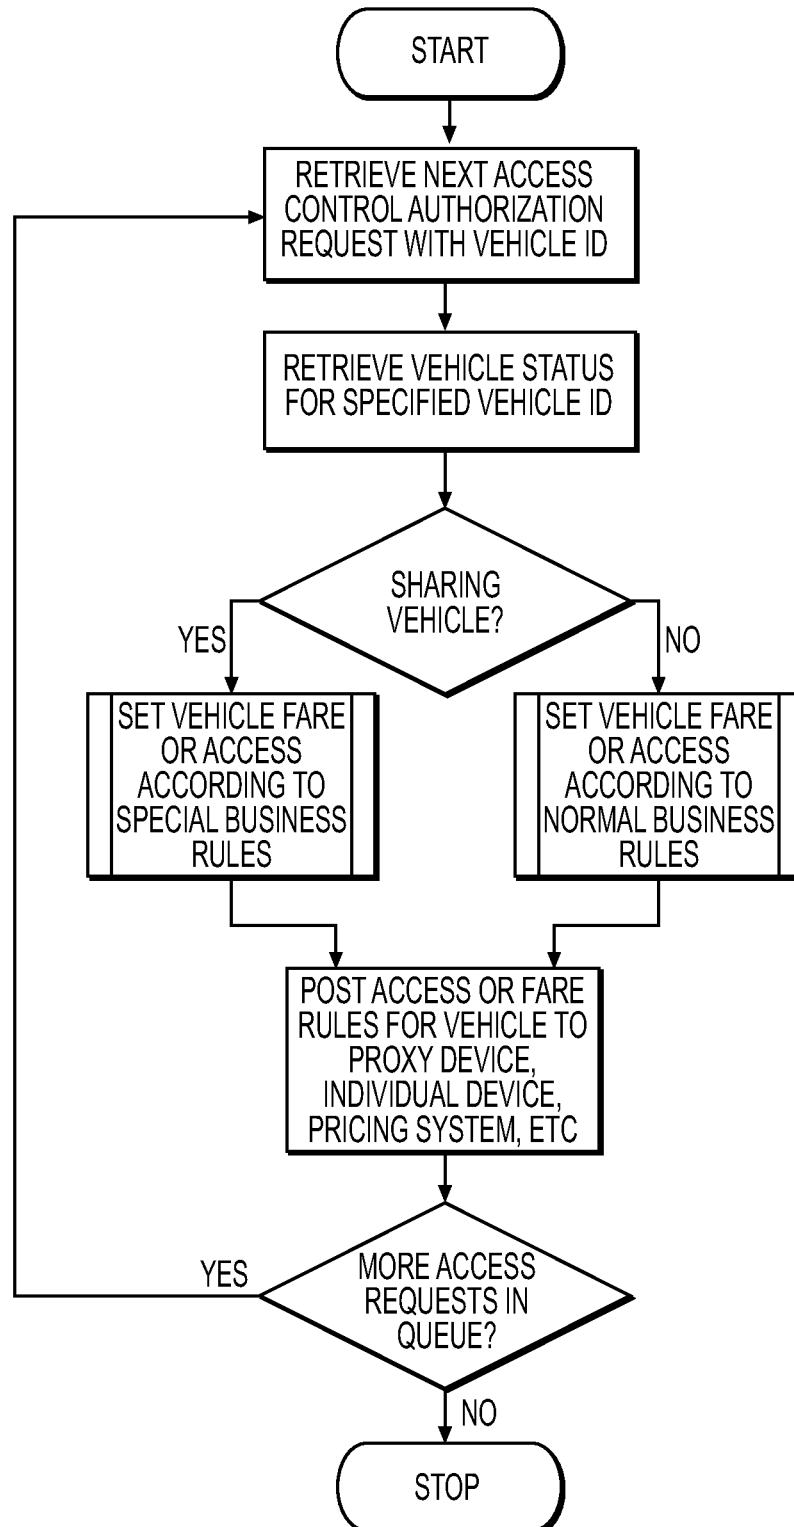 START
RETRIEVE NEXT ACCESS
CONTROL AUTHORIZATION
REQUEST WITH VEHICLE ID
RETRIEVE VEHICLE STATUS
FOR SPECIFIED VEHICLE ID
SHARING
VEHICLE?
YES
NO
SET VEHICLE FARE
OR ACCESS
ACCORDING TO
SPECIAL BUSINESS
RULES
SET VEHICLE FARE
OR ACCESS
ACCORDING TO
NORMAL BUSINESS
RULES
POST ACCESS OR FARE
RULES FOR VEHICLE TO
PROXY DEVICE,
INDIVIDUAL DEVICE,
PRICING SYSTEM, ETC
YES
MORE ACCESS
REQUESTS IN
QUEUE?
NO
STOP